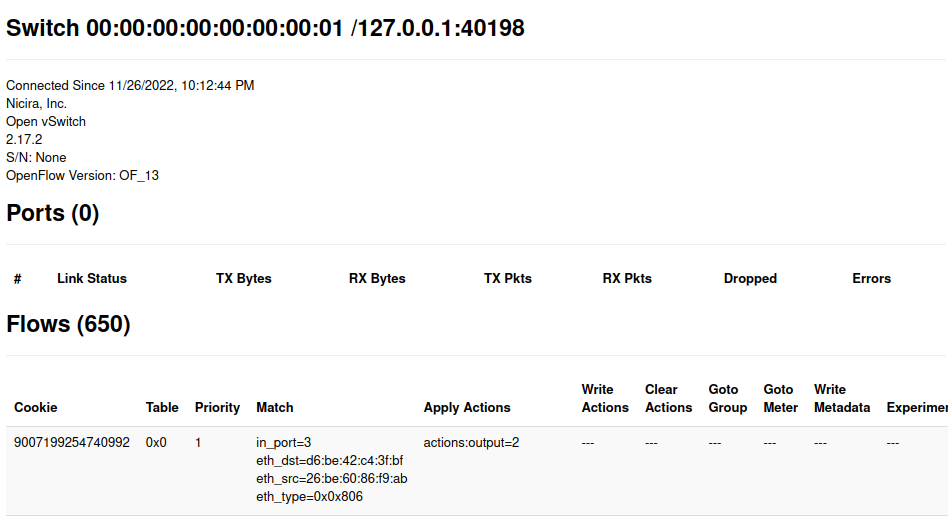 Switch 00:00:00:00:00:00:00:01 /127.0.0.1:40198
Connected Since 11/26/2022, 10:12:44 PM
Nicira, Inc.
Open vSwitch
2.17.2
S/N: None
OpenFlow Version: OF_13
Ports (0)
# Link Status TX Bytes RX Bytes TX Pkts RX Pkts Dropped Errors
Flows (650)
Write Clear Goto Goto Write
Cookie Table Priority Match Apply Actions Actions Actions Group Meter Metadata Experimer
9007199254740992 0x0 1 in_port=3 actions:output=2 --- --- --- --- --- ---
eth_dst=d6:be:42:c4:3f:bf
eth_src=26:be:60:86:f9:ab
eth_type=0x0x806